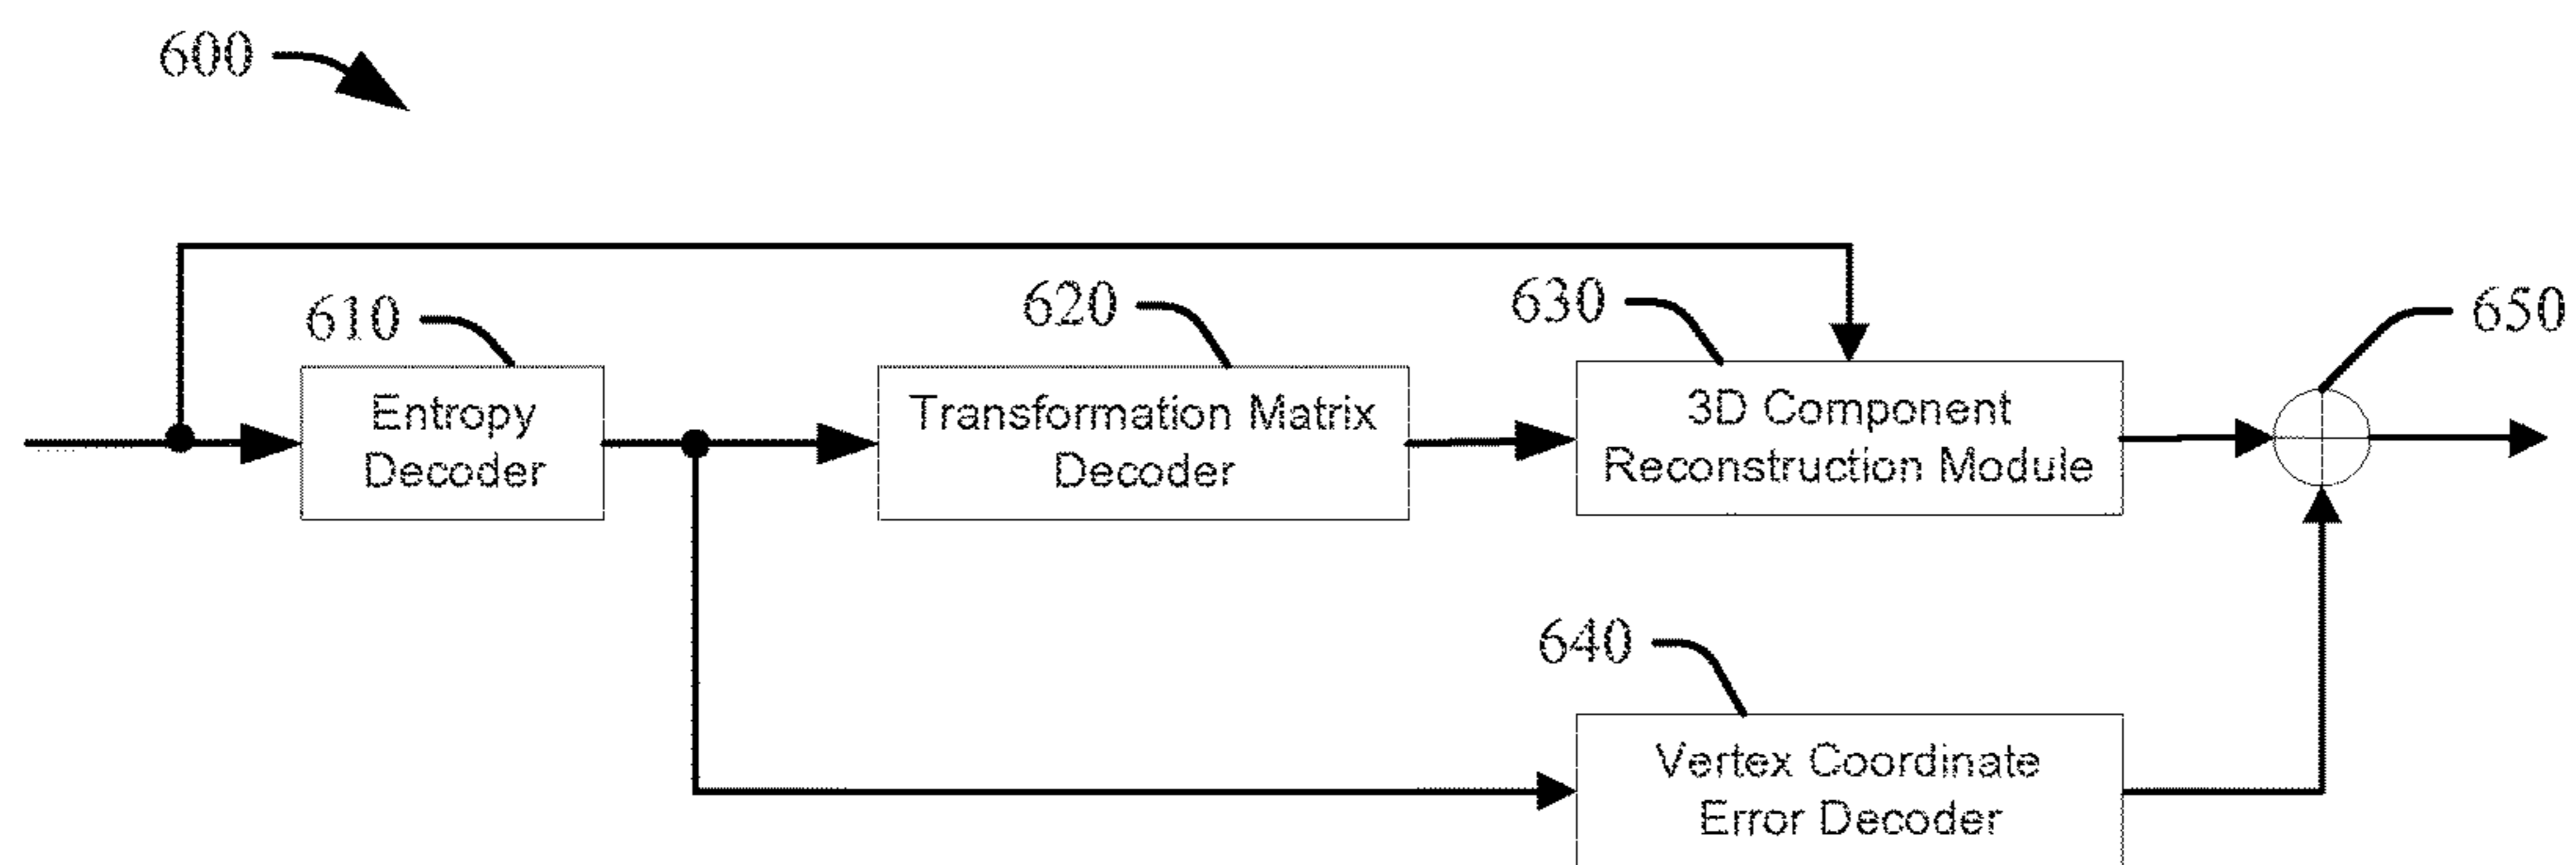 600
610
620
630
650
Entropy
Decoder
Transformation Matrix
Decoder
3D Component
Reconstruction Module
640
Vertex Coordinate
Error Decoder